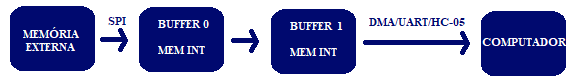 MEMÓRIA
EXTERNA
SPI
BUFFER 0
MEM INT
BUFFER 1
MEM INT
DMA/UART/HC-05
COMPUTADOR